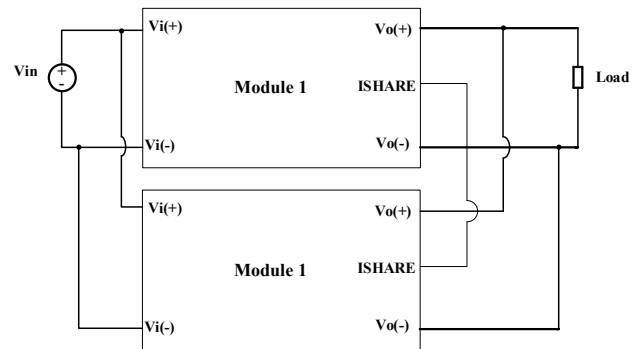 Vi(+)
Vo(+)
Vin
+
-
Module 1
ISHARE
Load
Vi(-)
Vo(-)
Vi(+)
Vo(+)
Module 1
ISHARE
Vi(-)
Vo(-)